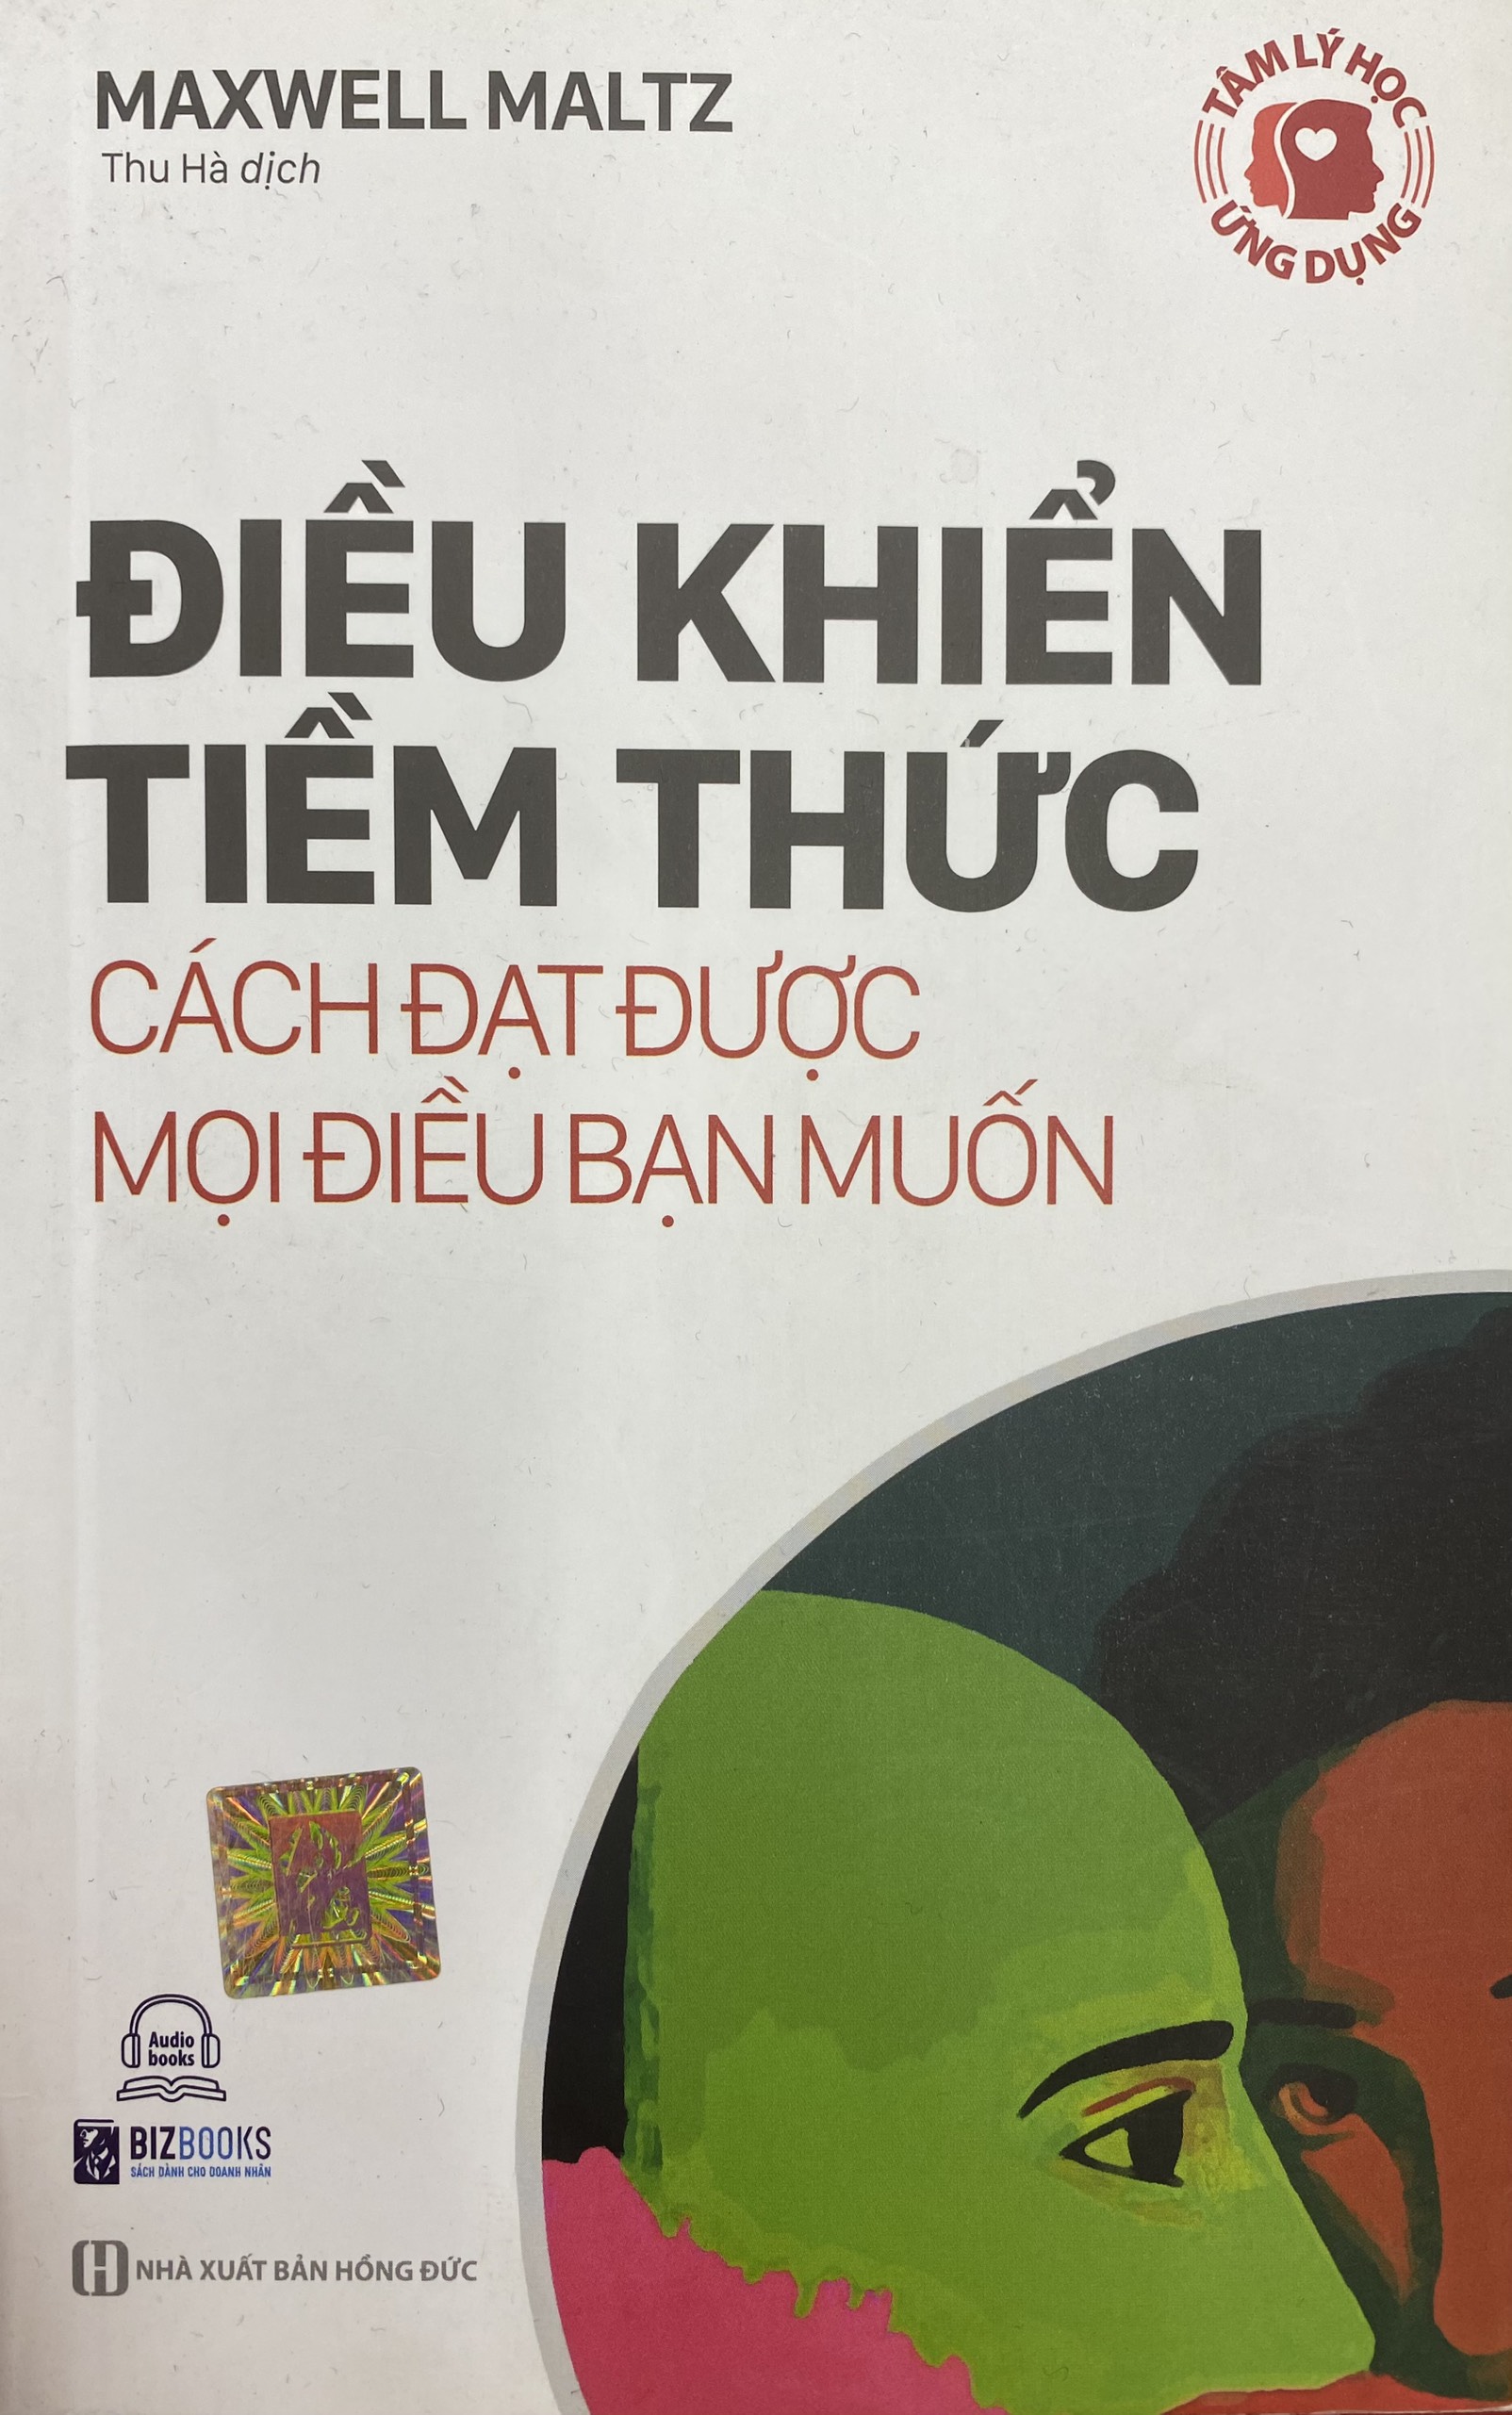 MAXWELL MALTZ
Thu Hà dịch
TÂM LÝ HỌC
ỨNG DỤNG
ĐIỀU KHIỂN
TIỀM THỨC
CÁCH ĐẠT ĐƯỢC
MỌI ĐIỀU BẠN MUỐN
Audio
books
BIZBOOKS
SÁCH DÀNH CHO DOANH NHÂN
NHÀ XUẤT BẢN HỒNG ĐỨC